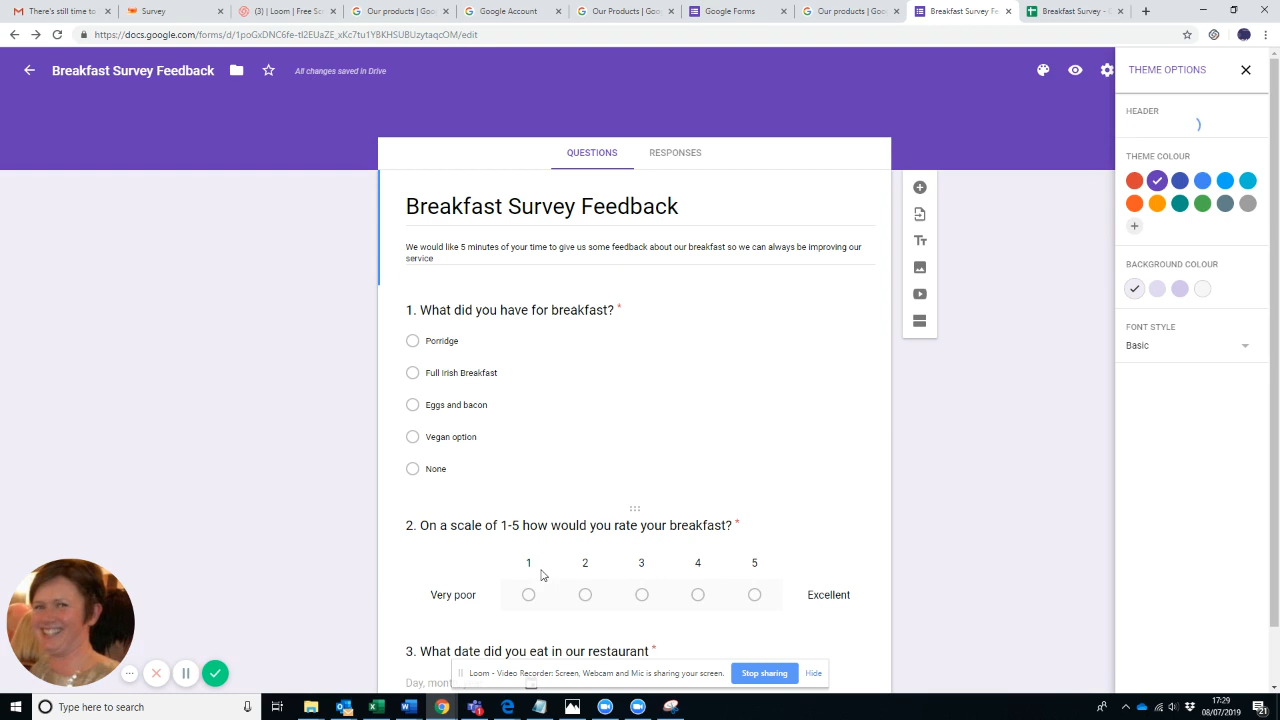 There's still time to
Survey
(3) | Loom | Free Sc
Our products | Goo
Google Account
Our Products | Goog
Google Forms
Our products | Goo
Breakfast Survey Fe
Breakfast Survey - C
https://docs.google.com/forms/d/1poGxDNC6fe-tI2EUaZE_xKc7tu1YBKHSUBUzytaqcOM/edit
Breakfast Survey Feedback
All changes saved in Drive
THEME OPTIONS
HEADER
THEME COLOUR
BACKGROUND COLOUR
FONT STYLE
Basic
QUESTIONS
RESPONSES
Breakfast Survey Feedback
We would like 5 minutes of your time to give us some feedback about our breakfast so we can always be improving our
service
1. What did you have for breakfast? *
Porridge
Full Irish Breakfast
Eggs and bacon
Vegan option
None
2. On a scale of 1-5 how would you rate your breakfast? *
1 2 3 4 5
Very poor
Excellent
3. What date did you eat in our restaurant *
Day, mont
Loom - Video Recorder: Screen, Webcam and Mic is sharing your screen.
Stop sharing
Hide
Type here to search
17:29
08/07/2019
21